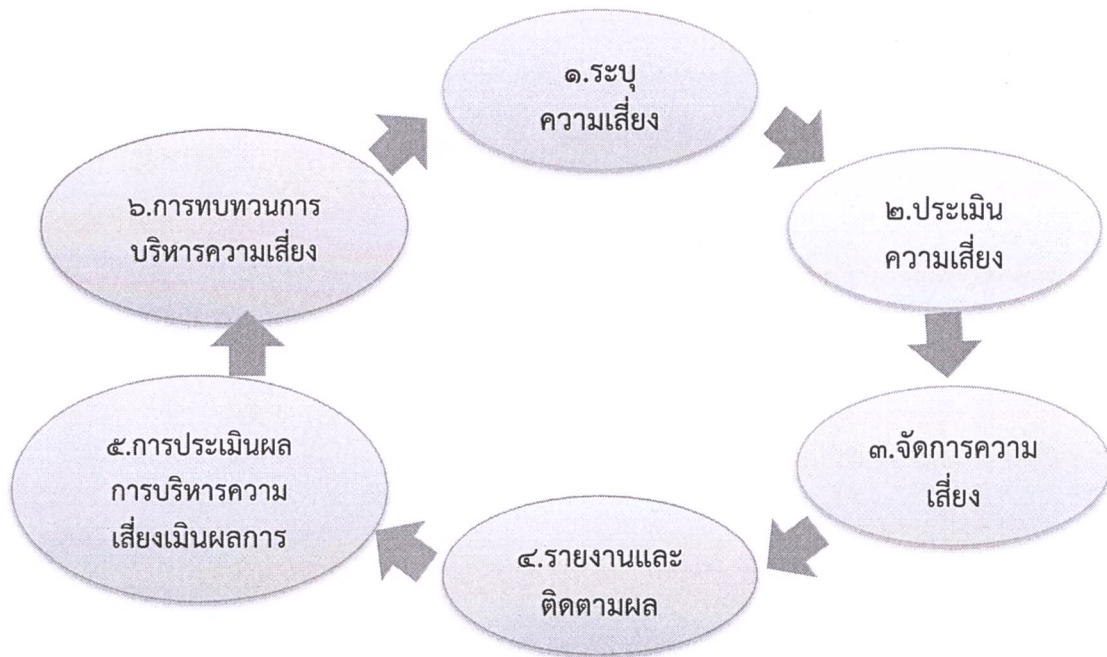 ๑.ระบุ
ความเสี่ยง
๒.ประเมิน
ความเสี่ยง
๓.จัดการความ
เสี่ยง
๔.รายงานและ
ติดตามผล
๕.การประเมินผล
การบริหารความ
เสี่ยงเมินผลการ
๖.การทบทวนการ
บริหารความเสี่ยง